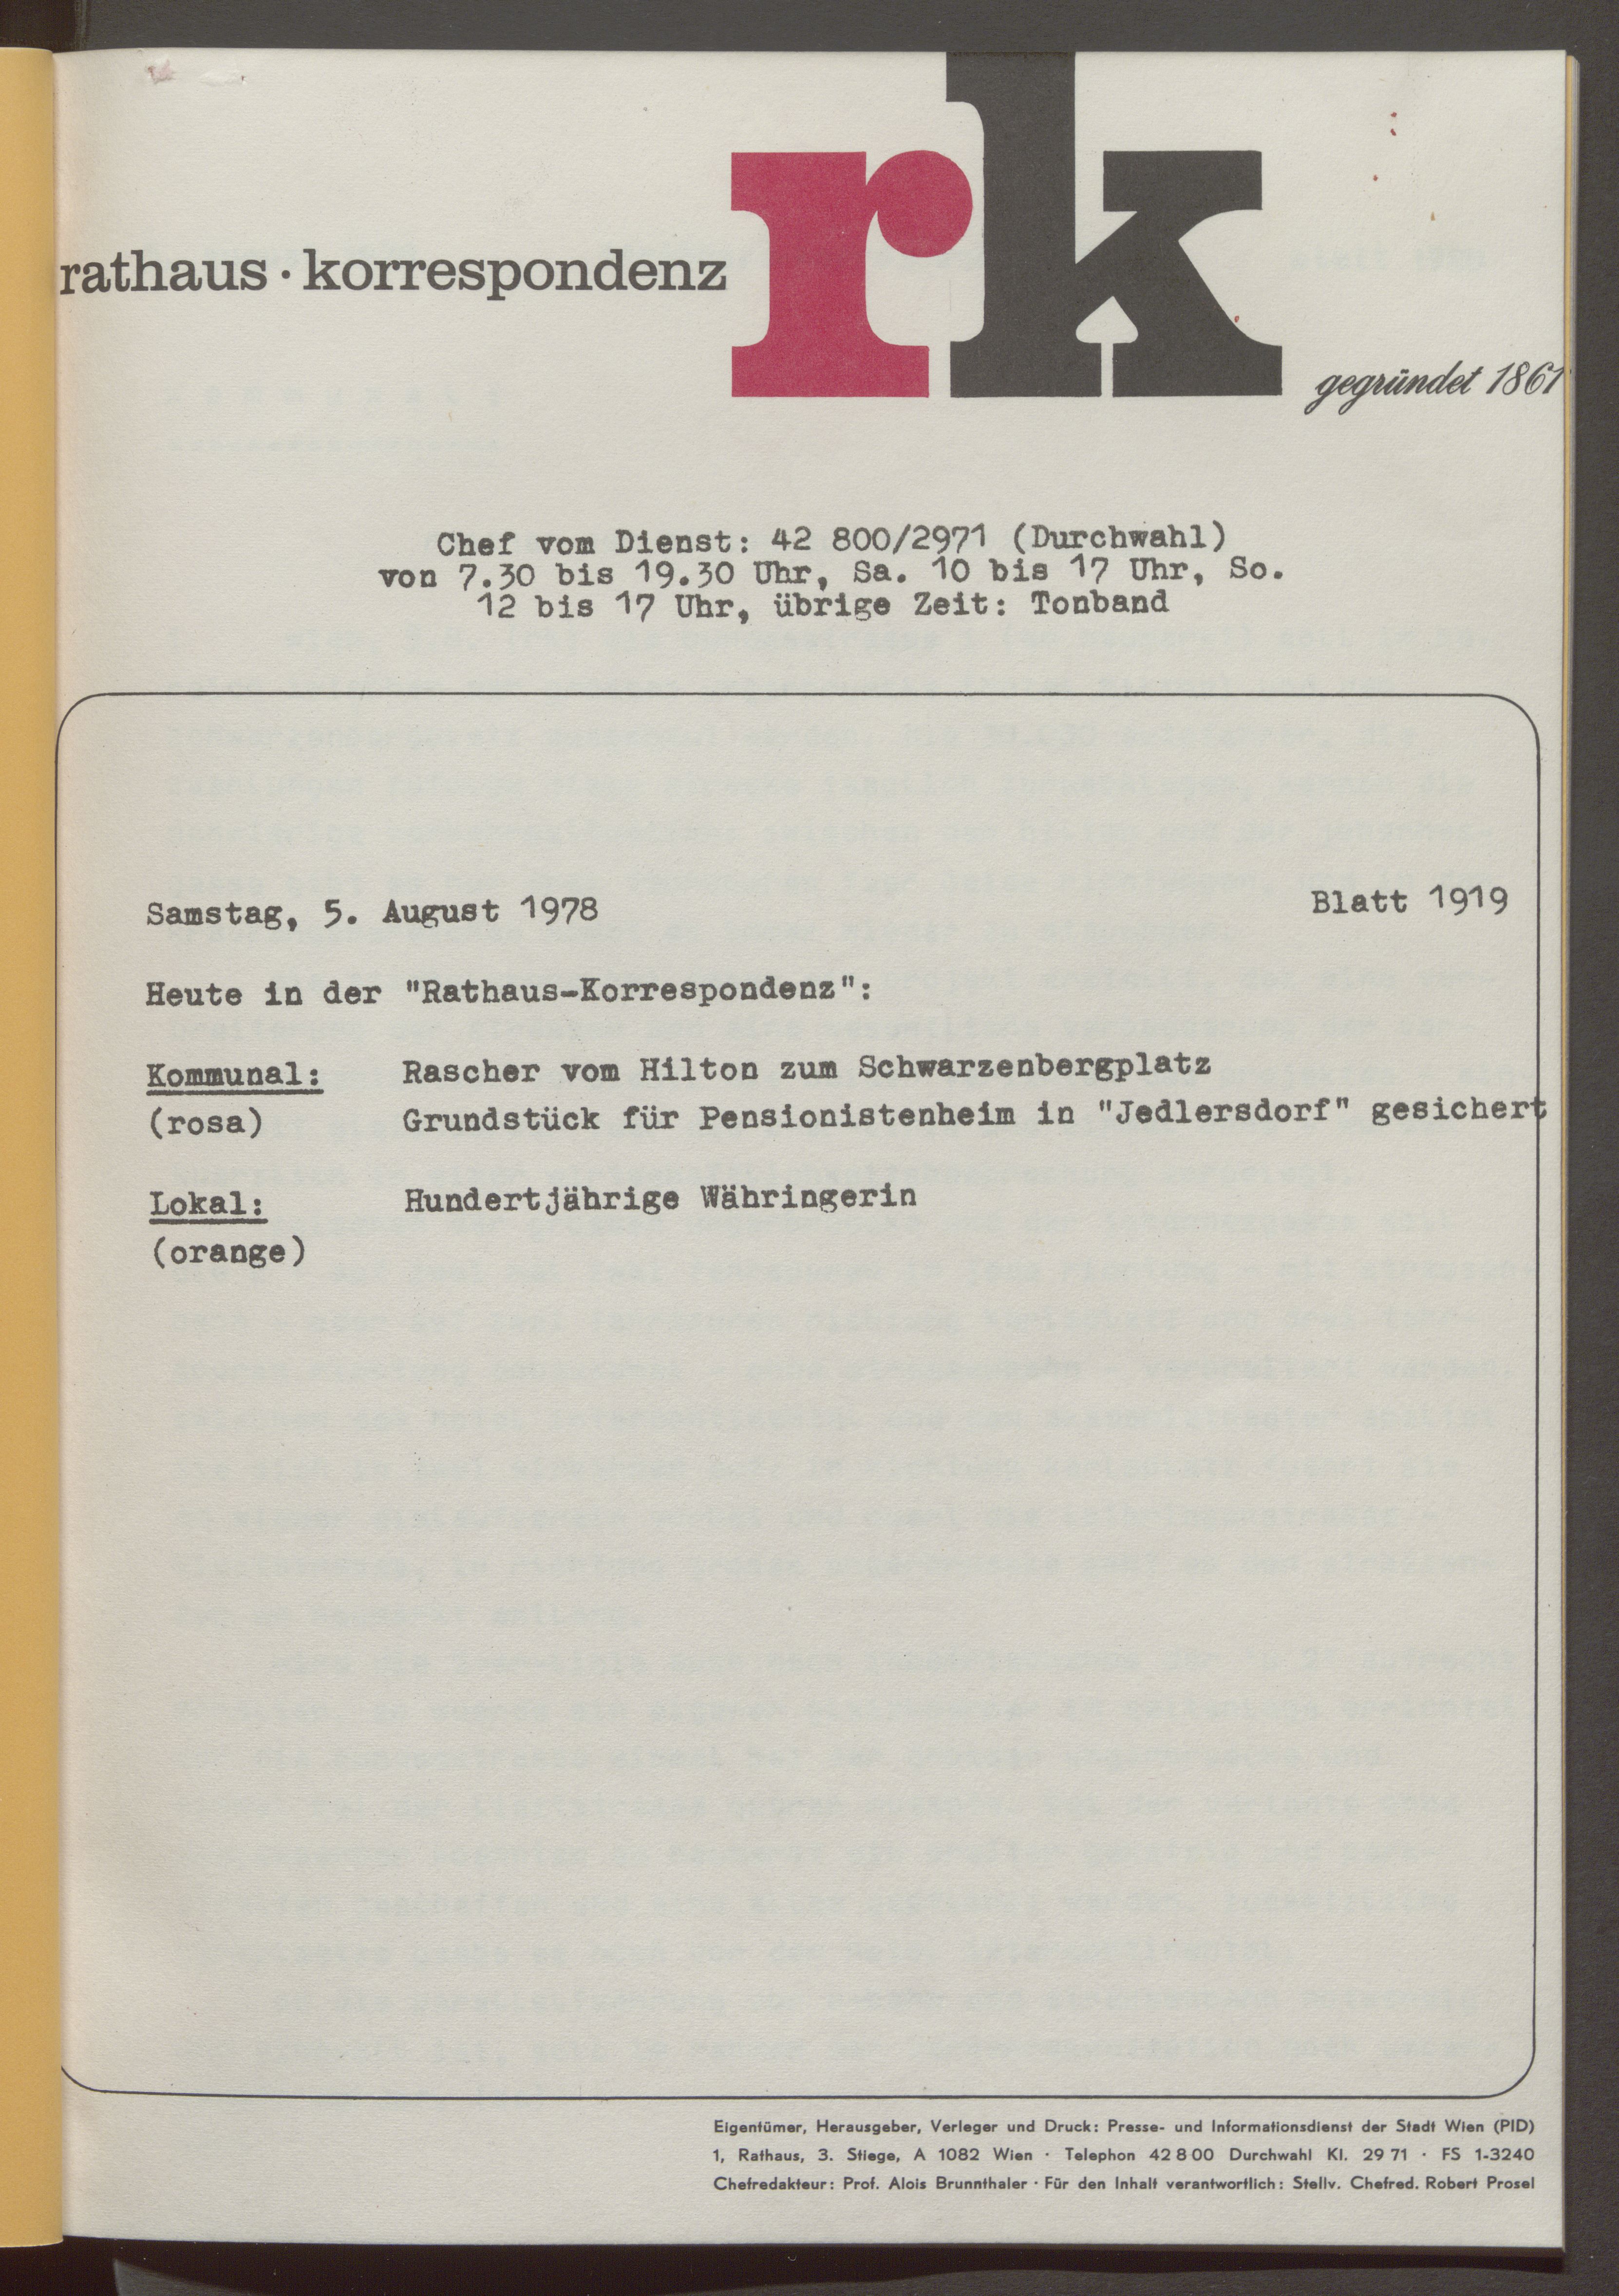 rk
rathaus · korrespondenz
gegründet 1861
Chef vom Dienst: 42 800/2971 (Durchwahl)
von 7.30 bis 19.30 Uhr, Sa. 10 bis 17 Uhr, So.
12 bis 17 Uhr, übrige Zeit: Tonband
Samstag, 5. August 1978 Blatt 1919
Heute in der "Rathaus-Korrespondenz":
Kommunal: Rascher vom Hilton zum Schwarzenbergplatz
(rosa) Grundstück für Pensionistenheim in "Jedlersdorf" gesichert
Lokal: Hundertjährige Währingerin
(orange)
Eigentümer, Herausgeber, Verleger und Druck: Presse- und Informationsdienst der Stadt Wien (PID)
1, Rathaus, 3. Stiege, A 1082 Wien · Telephon 42 8 00 Durchwahl Kl. 29 71 · FS 1-3240
Chefredakteur: Prof. Alois Brunnthaler · Für den Inhalt verantwortlich: Stellv. Chefred. Robert Prosel